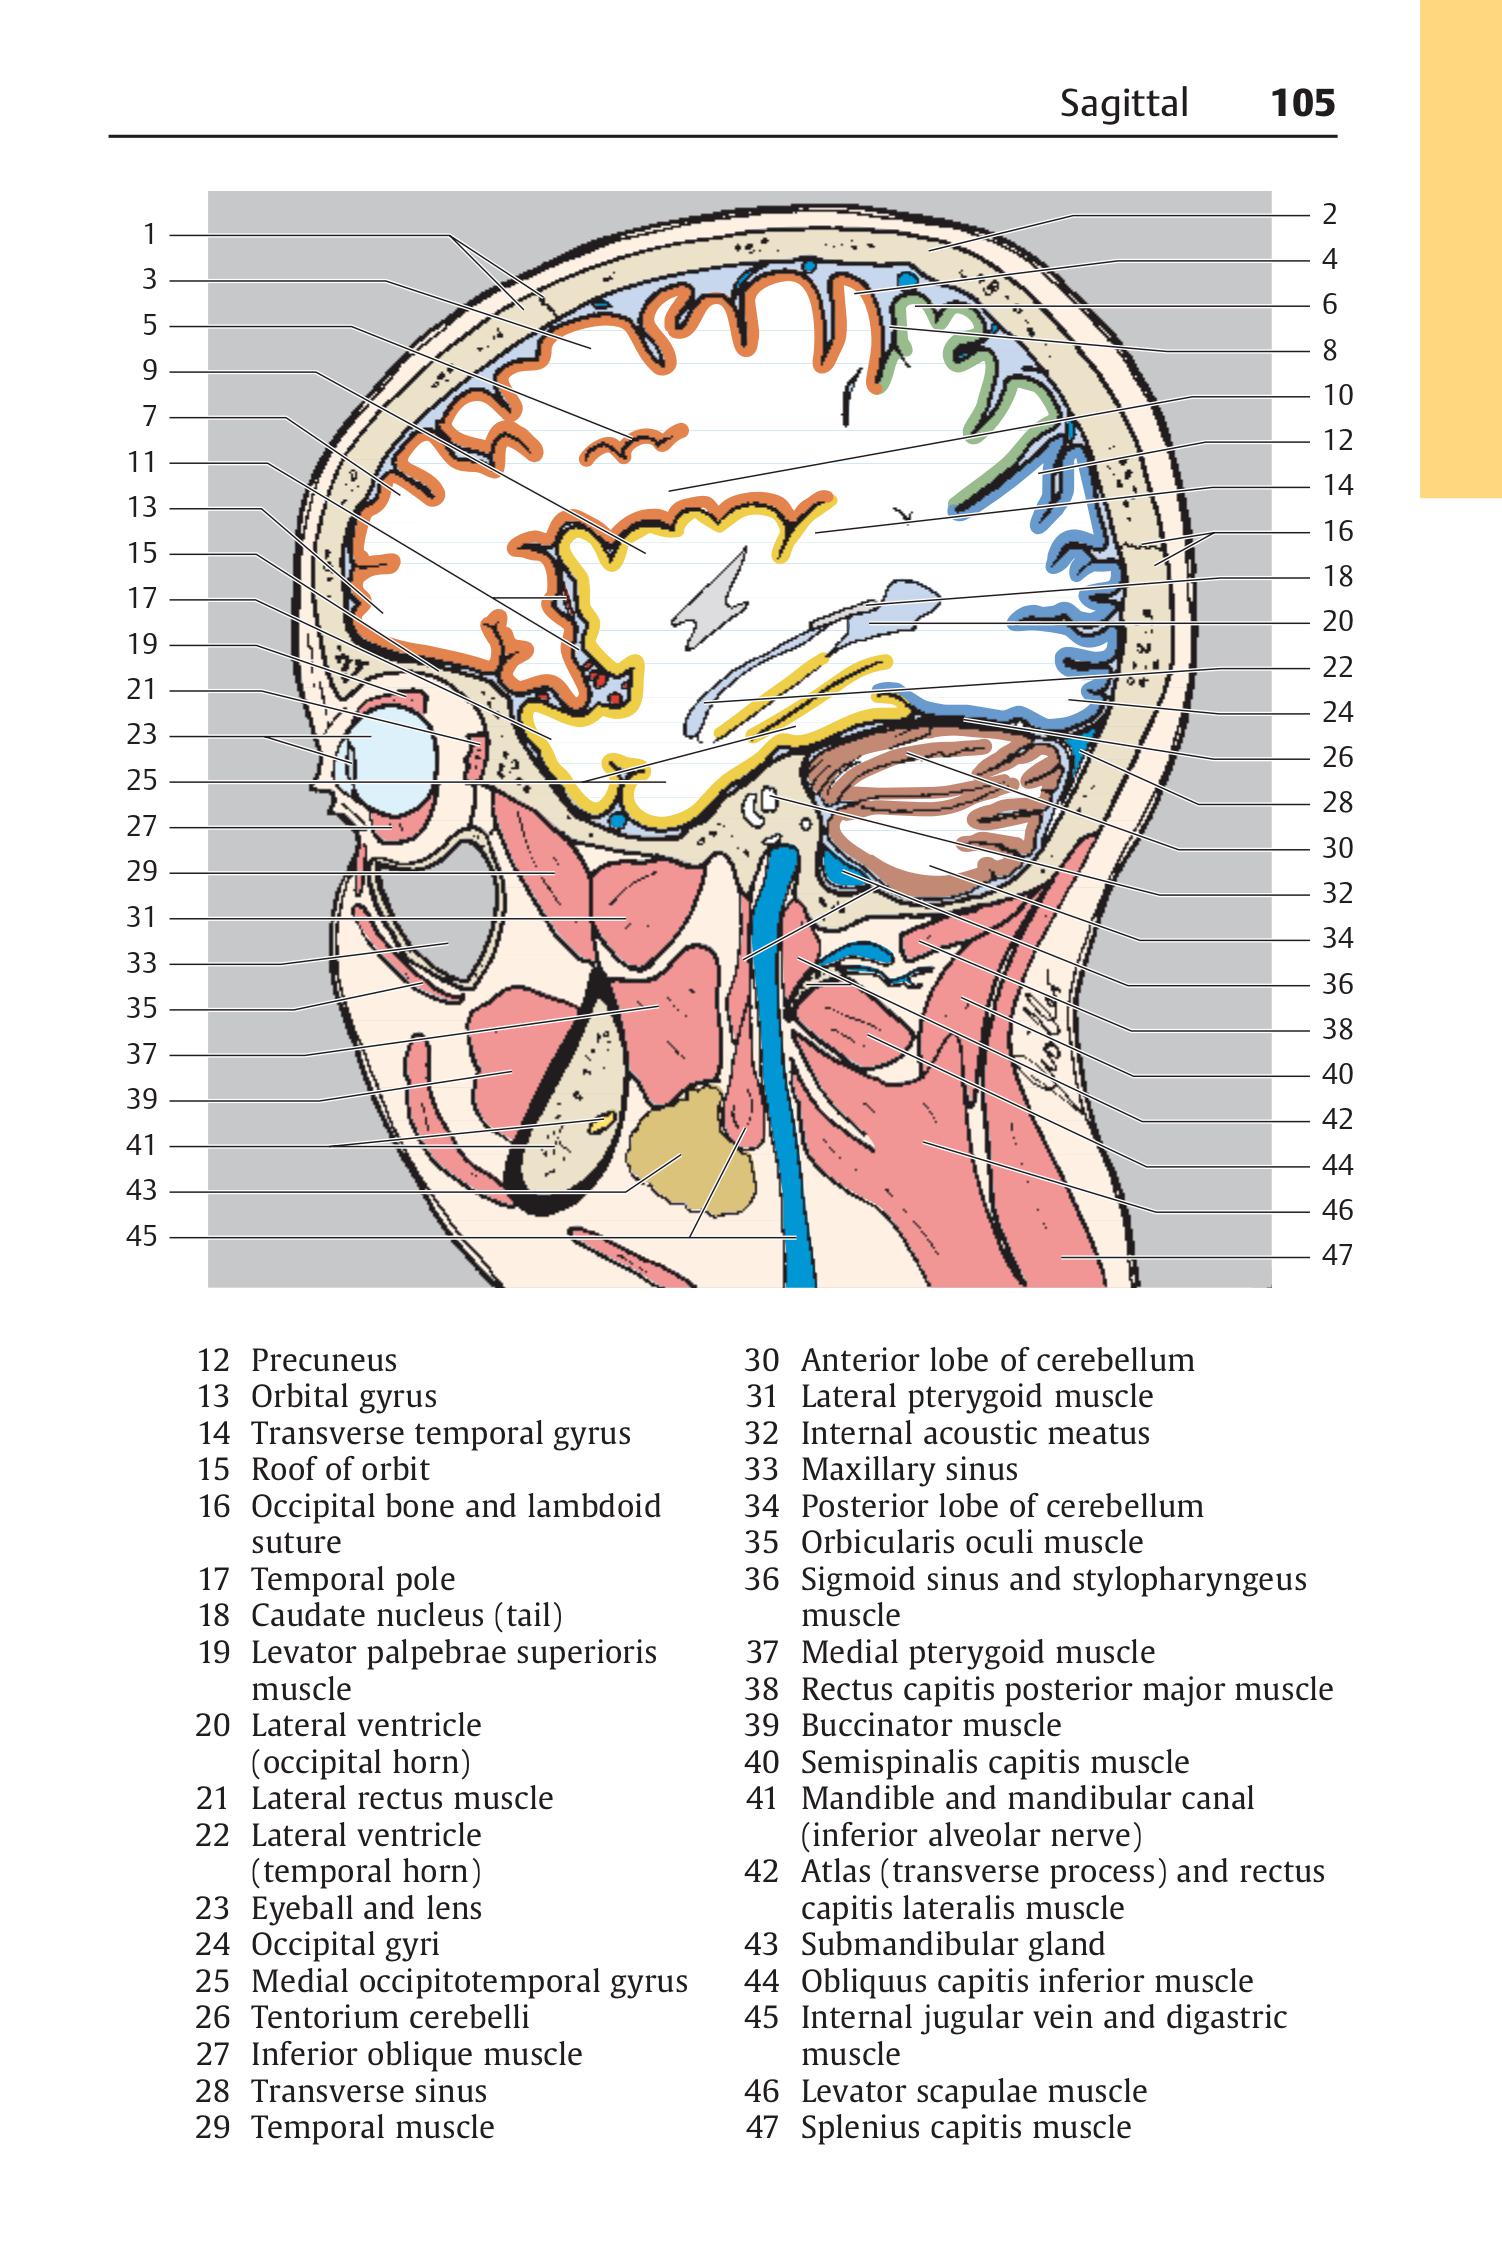 Sagittal 105
1
2
3
4
5
6
9
8
7
10
11
12
13
14
15
16
17
18
19
20
21
22
23
24
25
26
27
28
29
30
31
32
33
34
35
36
37
38
39
40
41
42
43
44
45
46
47
12 Precuneus
13 Orbital gyrus
14 Transverse temporal gyrus
15 Roof of orbit
16 Occipital bone and lambdoid
suture
17 Temporal pole
18 Caudate nucleus (tail)
19 Levator palpebrae superioris
muscle
20 Lateral ventricle
(occipital horn)
21 Lateral rectus muscle
22 Lateral ventricle
(temporal horn)
23 Eyeball and lens
24 Occipital gyri
25 Medial occipitotemporal gyrus
26 Tentorium cerebelli
27 Inferior oblique muscle
28 Transverse sinus
29 Temporal muscle
30 Anterior lobe of cerebellum
31 Lateral pterygoid muscle
32 Internal acoustic meatus
33 Maxillary sinus
34 Posterior lobe of cerebellum
35 Orbicularis oculi muscle
36 Sigmoid sinus and stylopharyngeus
muscle
37 Medial pterygoid muscle
38 Rectus capitis posterior major muscle
39 Buccinator muscle
40 Semispinalis capitis muscle
41 Mandible and mandibular canal
(inferior alveolar nerve)
42 Atlas (transverse process) and rectus
capitis lateralis muscle
43 Submandibular gland
44 Obliquus capitis inferior muscle
45 Internal jugular vein and digastric
muscle
46 Levator scapulae muscle
47 Splenius capitis muscle